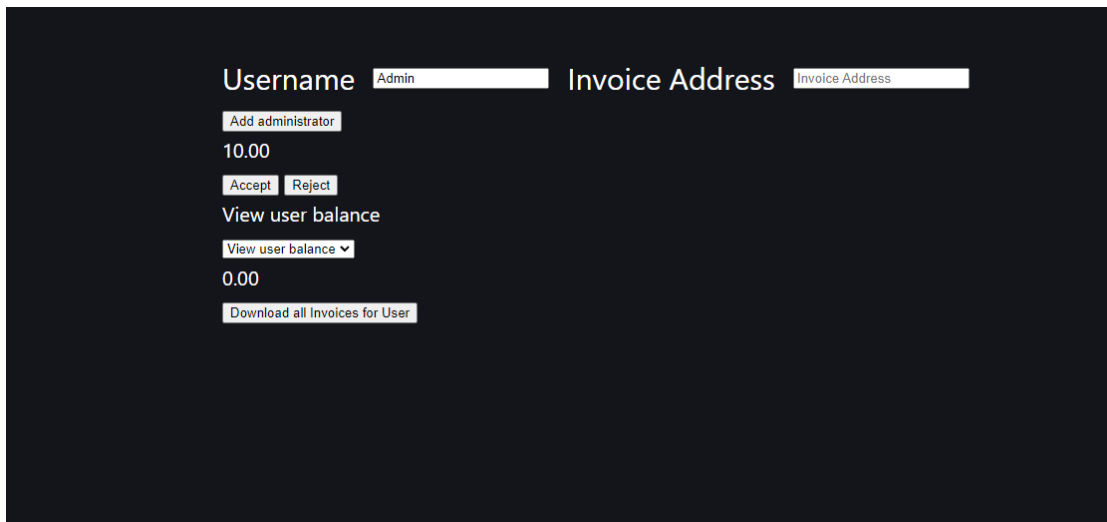 Username Admin Invoice Address Invoice Address
Add administrator
10.00
Accept Reject
View user balance
View user balance
0.00
Download all Invoices for User